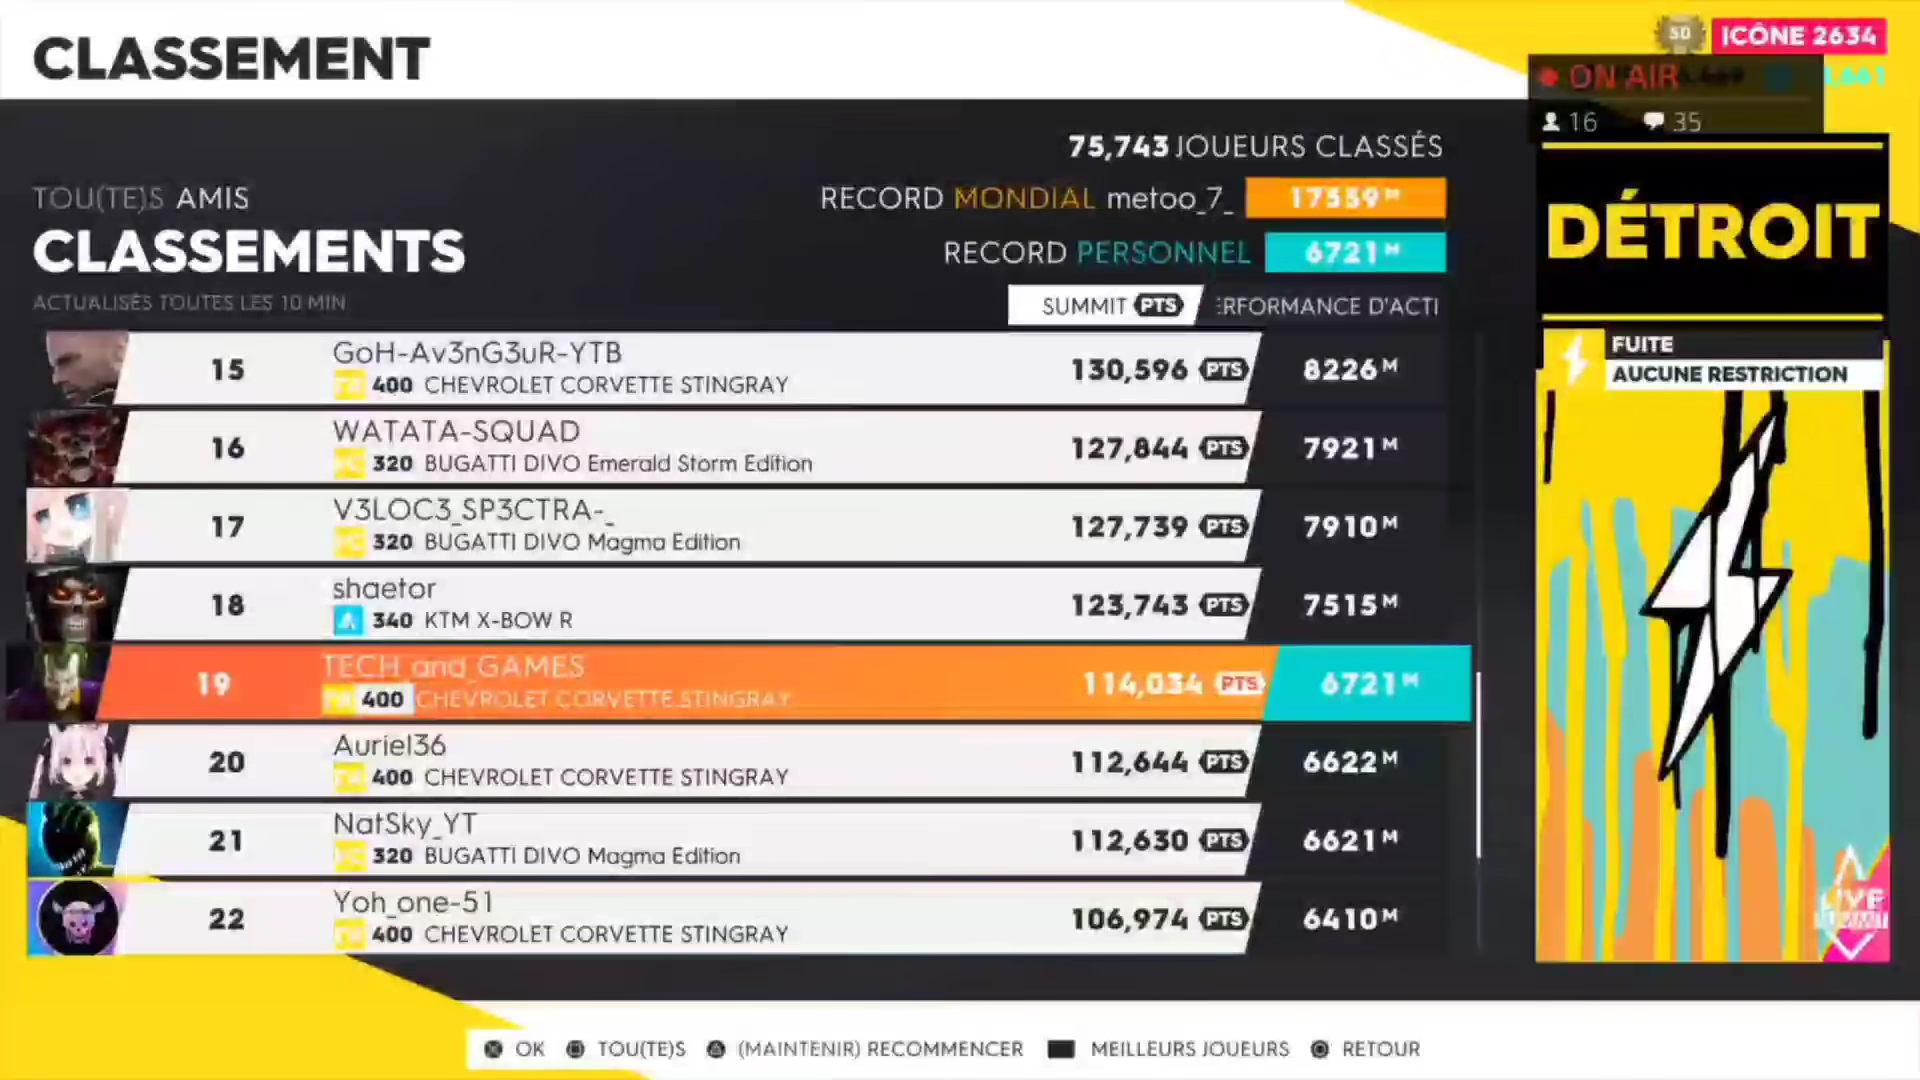 CLASSEMENT
50 ICÔNE 2634
ON AIR
16 35
75,743 JOUEURS CLASSÉS
TOU(TE)S AMIS
RECORD MONDIAL metoo_7_ 17559 M
CLASSEMENTS
RECORD PERSONNEL 6721 M
ACTUALISÉS TOUTES LES 10 MIN
SUMMIT PTS ERFORMANCE D'ACTI
DÉTROIT
FUITE
AUCUNE RESTRICTION
15 GoH-Av3nG3uR-YTB 130,596 PTS 8226 M
400 CHEVROLET CORVETTE STINGRAY
16 WATATA-SQUAD 127,844 PTS 7921 M
320 BUGATTI DIVO Emerald Storm Edition
17 V3LOC3_SP3CTRA-_ 127,739 PTS 7910 M
320 BUGATTI DIVO Magma Edition
18 shaetor 123,743 PTS 7515 M
340 KTM X-BOW R
19 TECH_and_GAMES 114,034 PTS 6721 M
400 CHEVROLET CORVETTE STINGRAY
20 Auriel36 112,644 PTS 6622 M
400 CHEVROLET CORVETTE STINGRAY
21 NatSky_YT 112,630 PTS 6621 M
320 BUGATTI DIVO Magma Edition
22 Yoh_one-51 106,974 PTS 6410 M
400 CHEVROLET CORVETTE STINGRAY
LIVE
SUMMIT
OK TOU(TE)S (MAINTENIR) RECOMMENCER MEILLEURS JOUEURS RETOUR